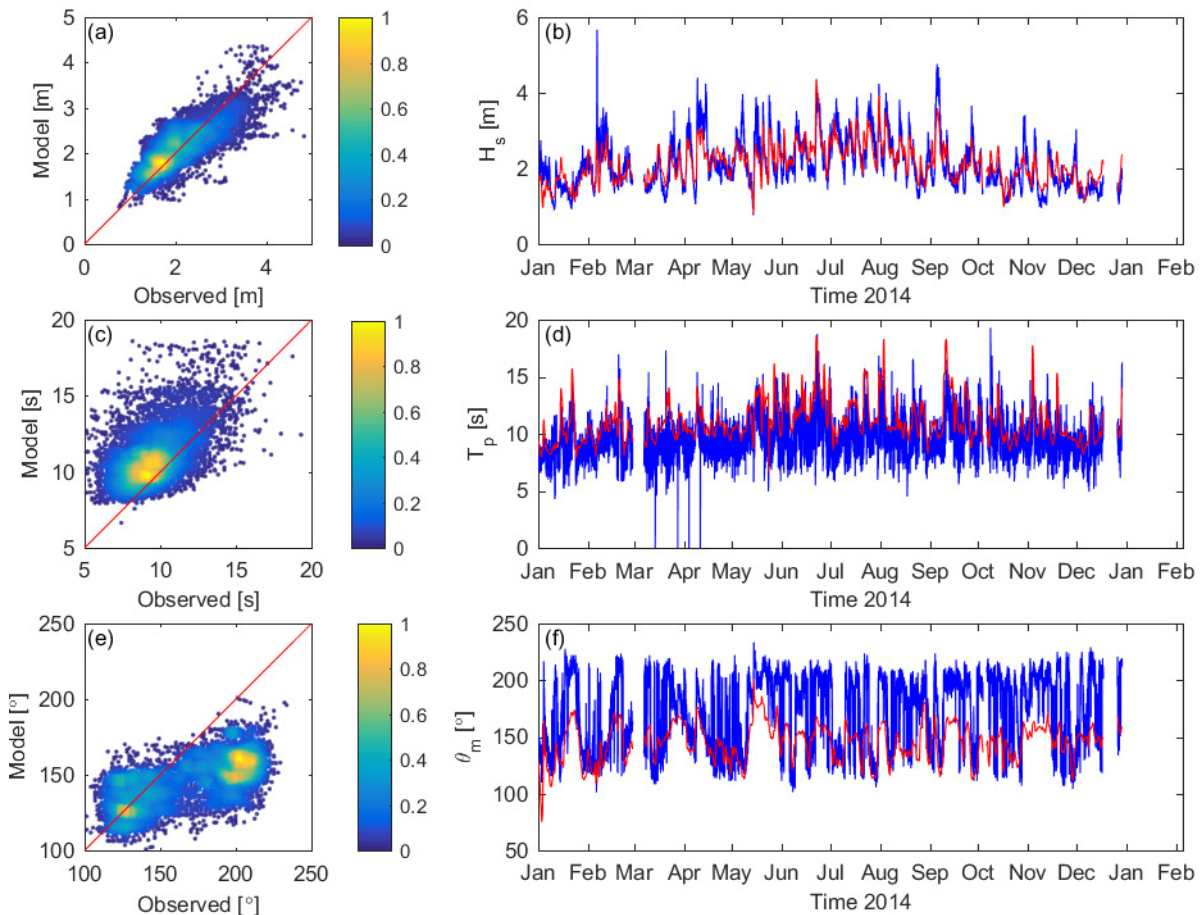 (a)
5
4
3
2
1
0
Model [m]
0 2 4
Observed [m]
1
0.8
0.6
0.4
0.2
0
(b)
6
4
2
0
H_s [m]
Jan Feb Mar Apr May Jun Jul Aug Sep Oct Nov Dec Jan Feb
Time 2014
(c)
20
15
10
5
Model [s]
5 10 15 20
Observed [s]
1
0.8
0.6
0.4
0.2
0
(d)
20
15
10
5
0
T_p [s]
Jan Feb Mar Apr May Jun Jul Aug Sep Oct Nov Dec Jan Feb
Time 2014
(e)
250
200
150
100
Model [°]
100 150 200 250
Observed [°]
1
0.8
0.6
0.4
0.2
0
(f)
250
200
150
100
50
θ_m [°]
Jan Feb Mar Apr May Jun Jul Aug Sep Oct Nov Dec Jan Feb
Time 2014